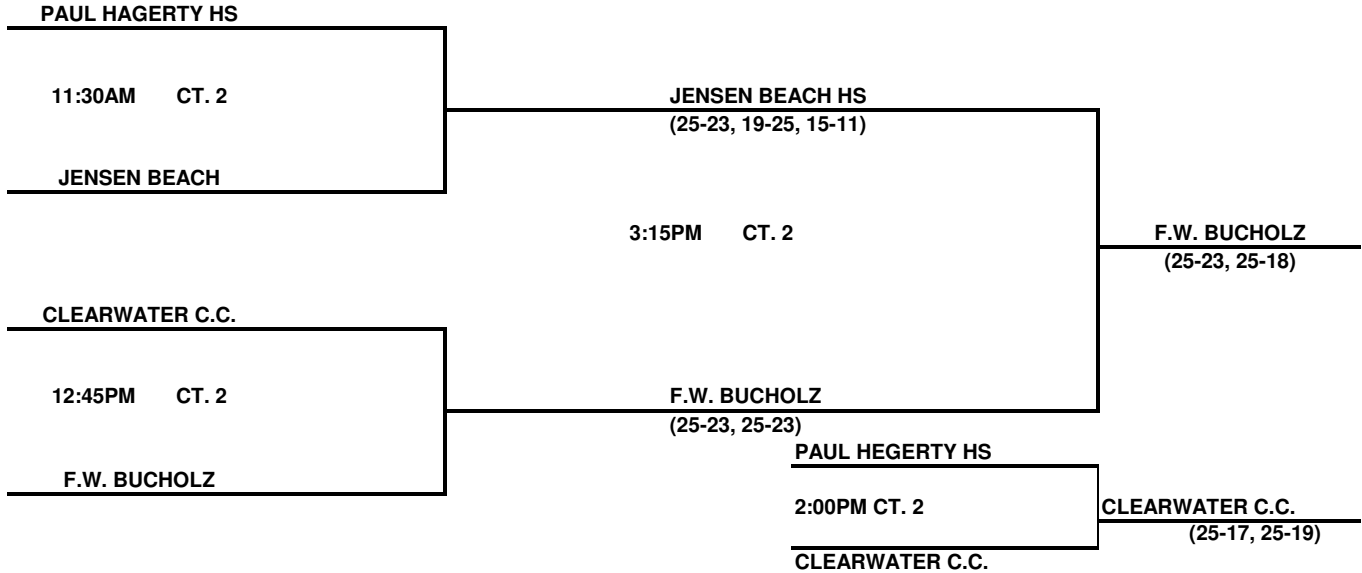 PAUL HAGERTY HS
11:30AM CT. 2
JENSEN BEACH HS
(25-23, 19-25, 15-11)
JENSEN BEACH
3:15PM CT. 2
F.W. BUCHOLZ
(25-23, 25-18)
CLEARWATER C.C.
12:45PM CT. 2
F.W. BUCHOLZ
(25-23, 25-23)
PAUL HEGERTY HS
F.W. BUCHOLZ
2:00PM CT. 2
CLEARWATER C.C.
(25-17, 25-19)
CLEARWATER C.C.